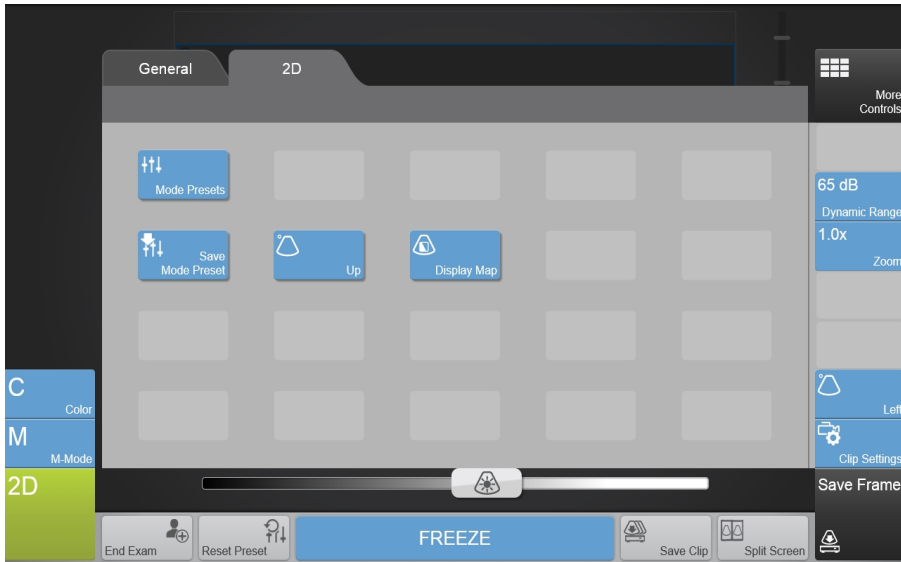 General
2D
More
Controls
Mode Presets
65 dB
Dynamic Range
1.0x
Zoom
Save
Mode Preset
Up
Display Map
C
Color
M
M-Mode
2D
Left
Clip Settings
Save Frame
End Exam
Reset Preset
FREEZE
Save Clip
Split Screen